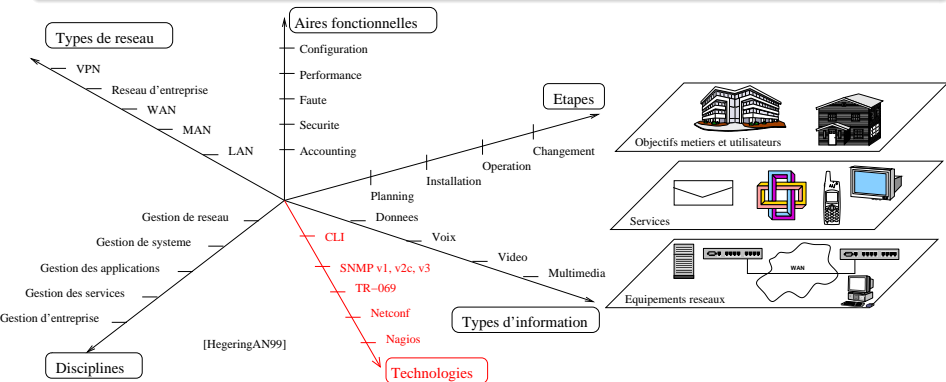 Aires fonctionnelles
Configuration
Performance
Faute
Securite
Accounting
Types de reseau
VPN
Reseau d'entreprise
WAN
MAN
LAN
Etapes
Changement
Operation
Installation
Planning
Gestion de reseau
Gestion de systeme
Gestion des applications
Gestion des services
Gestion d'entreprise
Disciplines
[HegeringAN99]
CLI
SNMP v1, v2c, v3
TR−069
Netconf
Nagios
Technologies
Donnees
Voix
Video
Multimedia
Types d'information
Objectifs metiers et utilisateurs
Services
WAN
Equipements reseaux